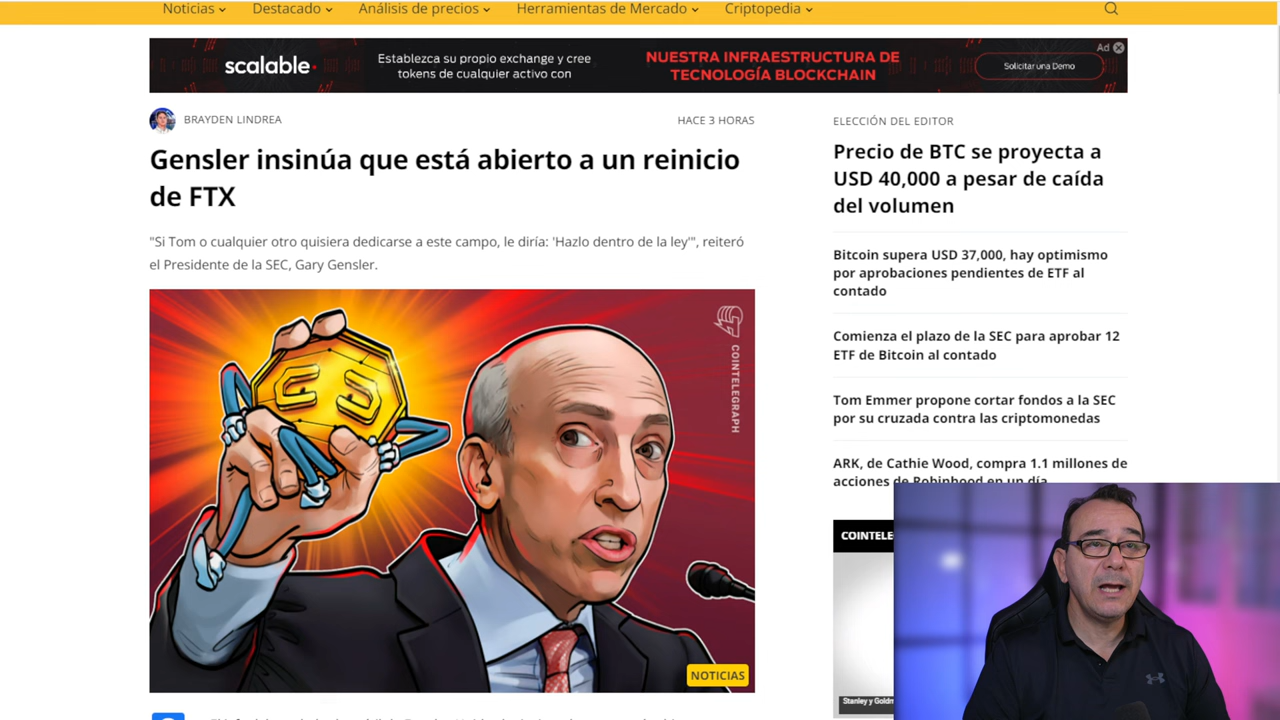 Noticias
Destacado
Análisis de precios
Herramientas de Mercado
Criptopedia
scalable
Establezca su propio exchange y cree
tokens de cualquier activo con
NUESTRA INFRAESTRUCTURA DE
TECNOLOGÍA BLOCKCHAIN
Solicitar una Demo
Ad
BRAYDEN LINDREA
HACE 3 HORAS
Gensler insinúa que está abierto a un reinicio
de FTX
"Si Tom o cualquier otro quisiera dedicarse a este campo, le diría: 'Hazlo dentro de la ley'", reiteró
el Presidente de la SEC, Gary Gensler.
COINTELEGRAPH
NOTICIAS
ELECCIÓN DEL EDITOR
Precio de BTC se proyecta a
USD 40,000 a pesar de caída
del volumen
Bitcoin supera USD 37,000, hay optimismo
por aprobaciones pendientes de ETF al
contado
Comienza el plazo de la SEC para aprobar 12
ETF de Bitcoin al contado
Tom Emmer propone cortar fondos a la SEC
por su cruzada contra las criptomonedas
ARK, de Cathie Wood, compra 1.1 millones de
acciones de Robinhood en un día
COINTELE
Stanley y Goldm